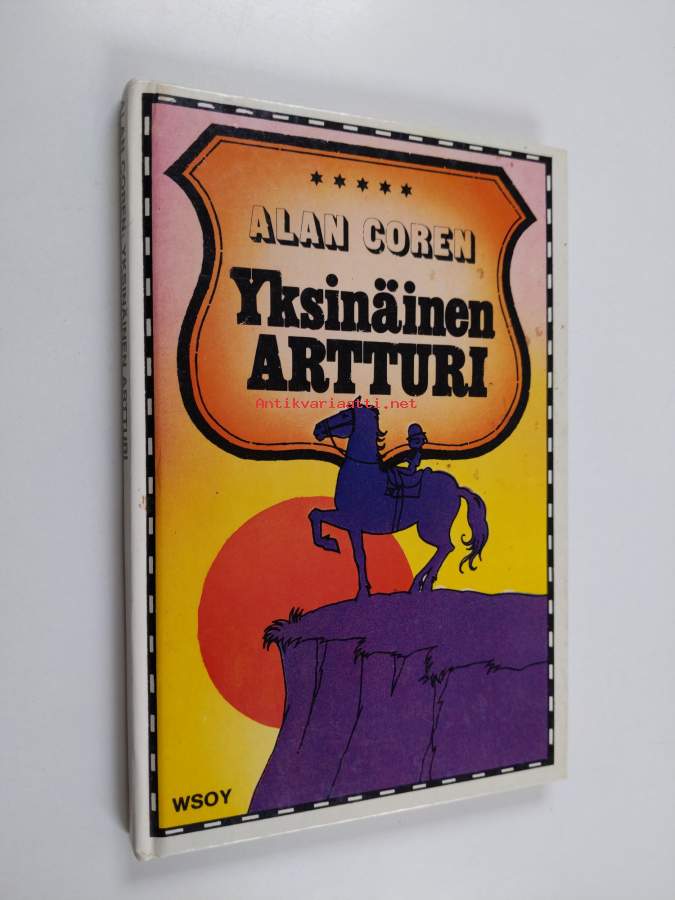 ALAN COREN
Yksinäinen
ARTTURI
Antikvariaatti.net
WSOY
ALAN COREN YKSINÄINEN ARTTURI